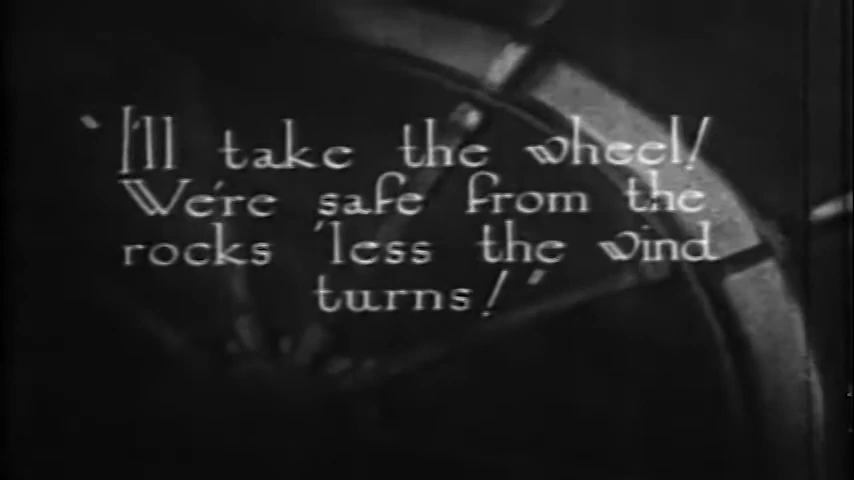 "I'll take the wheel!
We're safe from the
rocks 'less the wind
turns!"